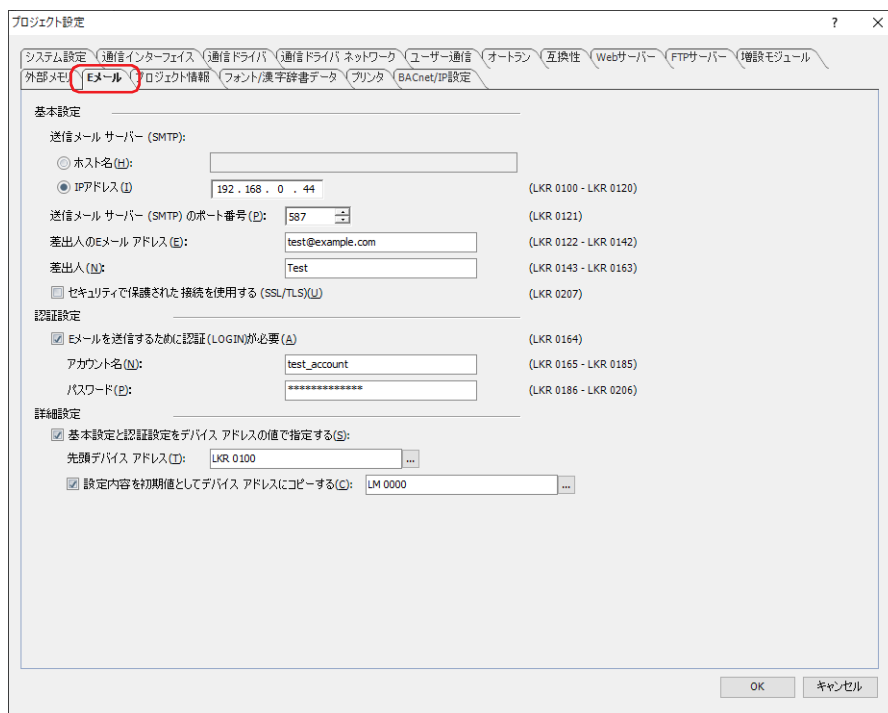 プロジェクト設定 ? ×
システム設定 通信インターフェイス 通信ドライバ 通信ドライバ ネットワーク ユーザー通信 オートラン 互換性 Webサーバー FTPサーバー 増設モジュール
外部メモリ Eメール プロジェクト情報 フォント/漢字辞書データ プリンタ BACnet/IP設定
基本設定
送信メール サーバー (SMTP):
ホスト名(H):
IPアドレス(I) 192 . 168 . 0 . 44 (LKR 0100 - LKR 0120)
送信メール サーバー (SMTP) のポート番号(P): 587 (LKR 0121)
差出人のEメール アドレス(E): test@example.com (LKR 0122 - LKR 0142)
差出人(N): Test (LKR 0143 - LKR 0163)
セキュリティで保護された接続を使用する (SSL/TLS)(U) (LKR 0207)
認証設定
Eメールを送信するために認証(LOGIN)が必要(A) (LKR 0164)
アカウント名(N): test_account (LKR 0165 - LKR 0185)
パスワード(P): ************* (LKR 0186 - LKR 0206)
詳細設定
基本設定と認証設定をデバイス アドレスの値で指定する(S):
先頭デバイス アドレス(T): LKR 0100 ...
設定内容を初期値としてデバイス アドレスにコピーする(C): LM 0000 ...
OK キャンセル